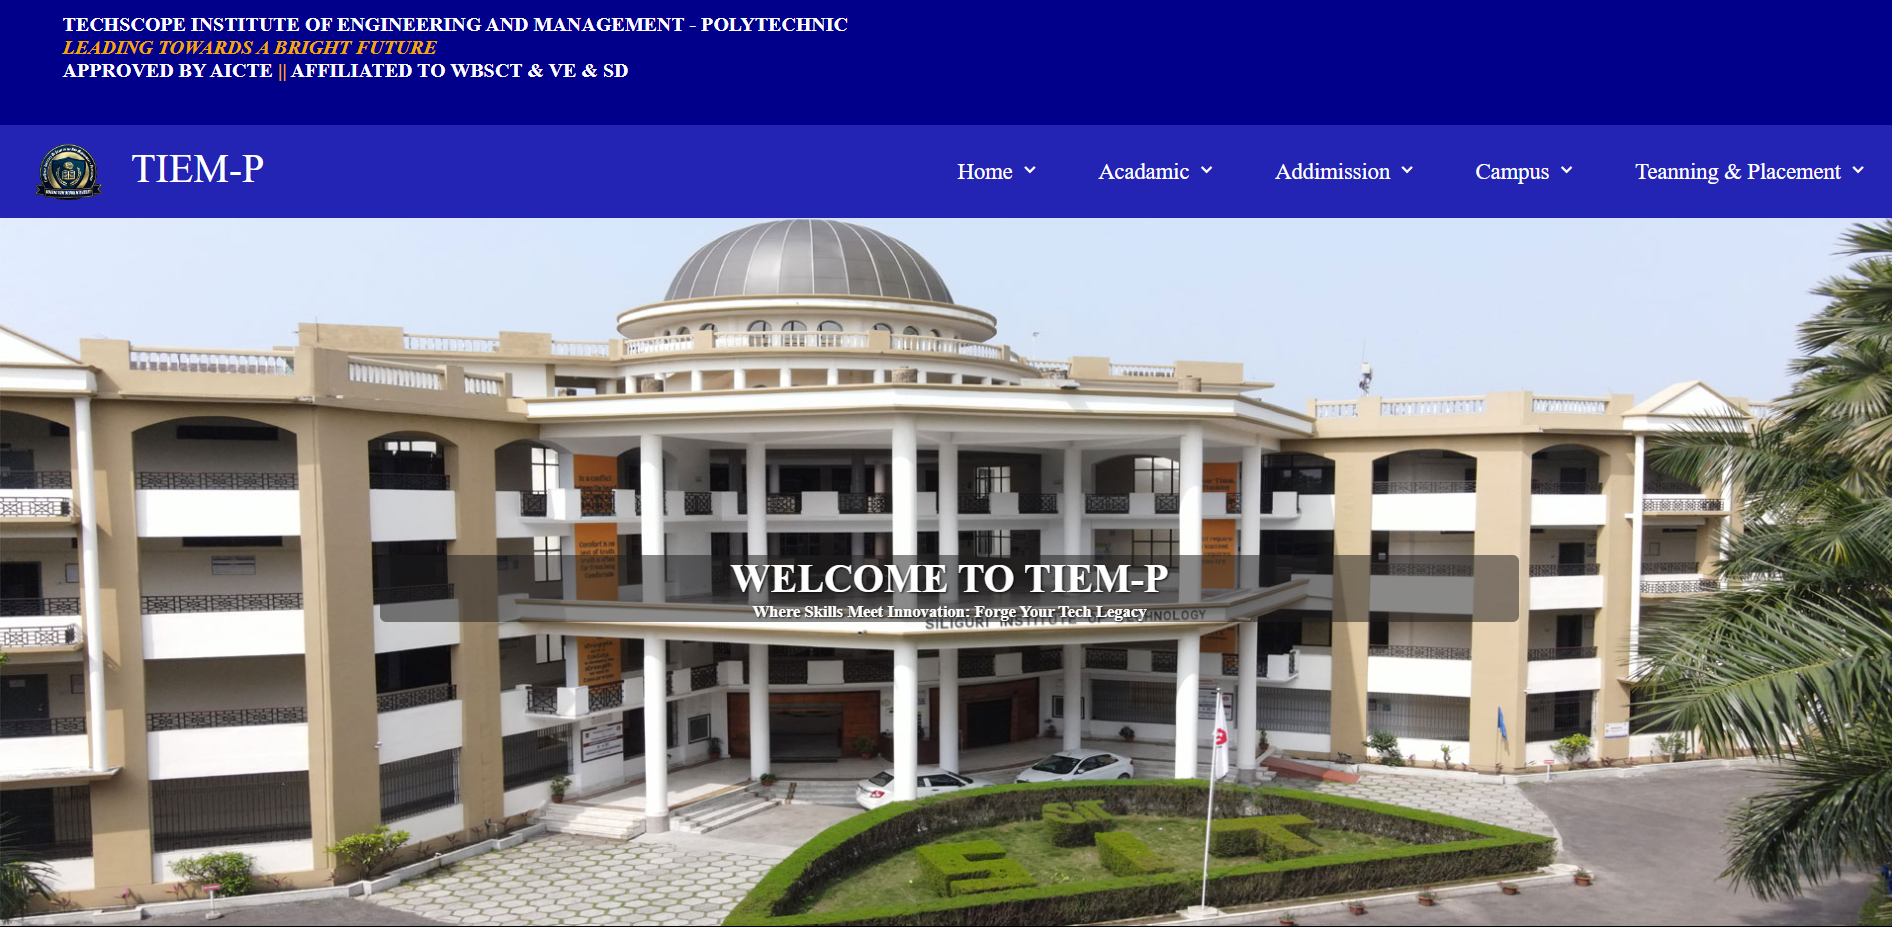 TECHSCOPE INSTITUTE OF ENGINEERING AND MANAGEMENT - POLYTECHNIC
LEADING TOWARDS A BRIGHT FUTURE
APPROVED BY AICTE || AFFILIATED TO WBSCT & VE & SD
TIEM-P
Home
Acadamic
Addimission
Campus
Teanning & Placement
WELCOME TO TIEM-P
Where Skills Meet Innovation: Forge Your Tech Legacy
SILIGURI INSTITUTE OF TECHNOLOGY
SIT
SIT